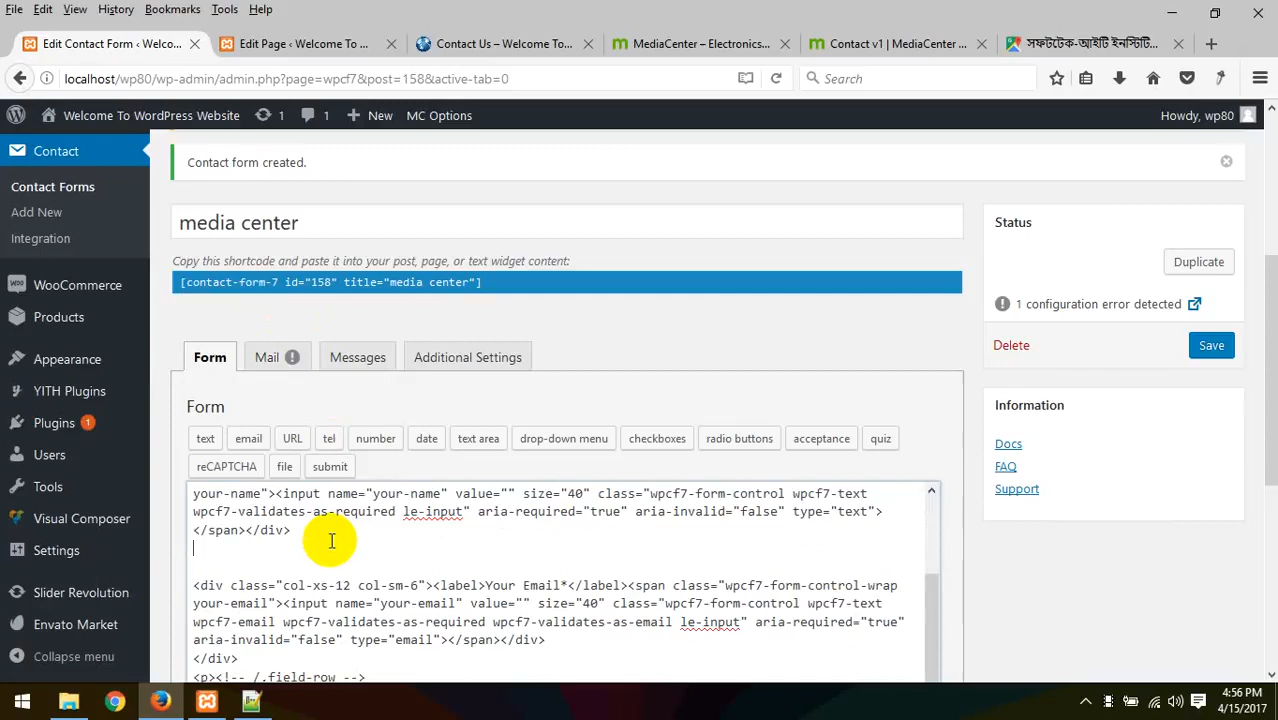 File Edit View History Bookmarks Tools Help
Edit Contact Form ‹ Welco...
Edit Page ‹ Welcome To ...
Contact Us – Welcome To...
MediaCenter – Electronics...
Contact v1 | MediaCenter ...
সফটটেক-আইটি ইনস্টিটি...
localhost/wp80/wp-admin/admin.php?page=wpcf7&post=158&active-tab=0
Search
Welcome To WordPress Website 1 1 New MC Options Howdy, wp80
Contact
Contact Forms
Add New
Integration
WooCommerce
Products
Appearance
YITH Plugins
Plugins 1
Users
Tools
Visual Composer
Settings
Slider Revolution
Envato Market
Collapse menu
Contact form created.
media center
Copy this shortcode and paste it into your post, page, or text widget content:
[contact-form-7 id="158" title="media center"]
Form Mail Messages Additional Settings
Form
text email URL tel number date text area drop-down menu checkboxes radio buttons acceptance quiz
reCAPTCHA file submit
your-name"><input name="your-name" value="" size="40" class="wpcf7-form-control wpcf7-text
wpcf7-validates-as-required le-input" aria-required="true" aria-invalid="false" type="text">
</span></div>
<div class="col-xs-12 col-sm-6"><label>Your Email*</label><span class="wpcf7-form-control-wrap
your-email"><input name="your-email" value="" size="40" class="wpcf7-form-control wpcf7-text
wpcf7-email wpcf7-validates-as-required wpcf7-validates-as-email le-input" aria-required="true"
aria-invalid="false" type="email"></span></div>
</div>
<p><!-- /.field-row -->
Status
Duplicate
1 configuration error detected
Delete
Save
Information
Docs
FAQ
Support
4:56 PM
4/15/2017